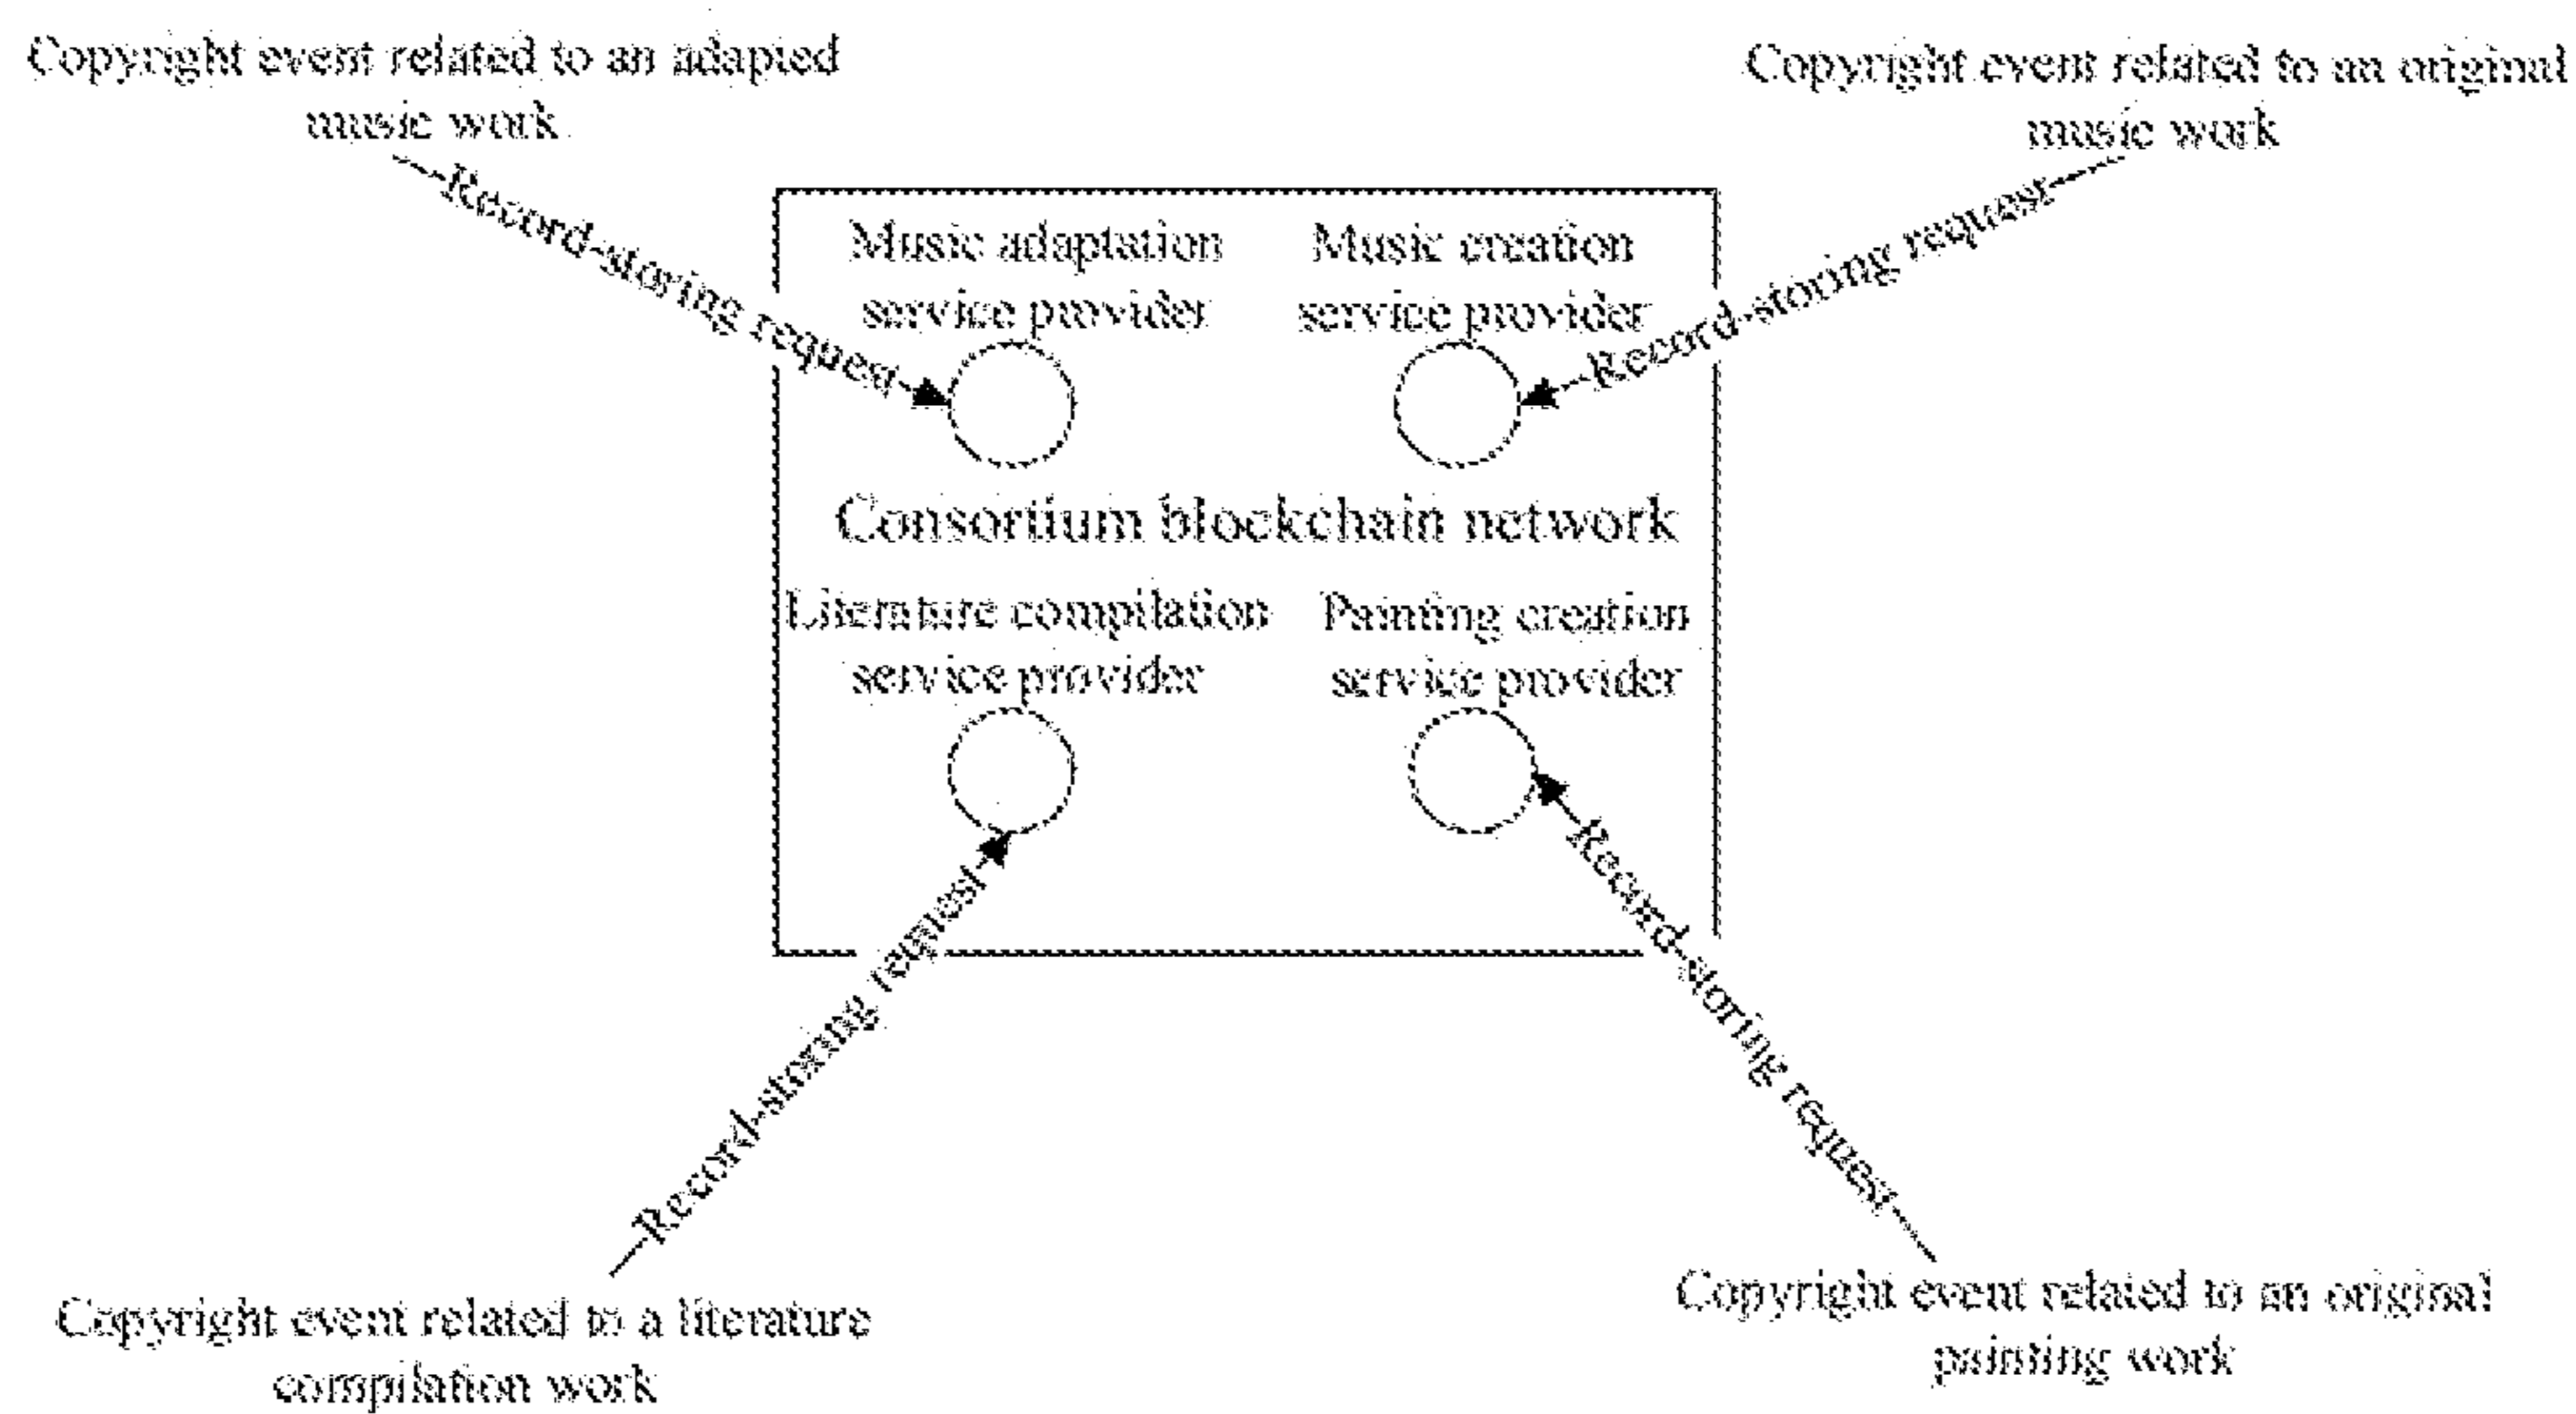 Copyright event related to an adapted
music work
Copyright event related to an original
music work
Record-storing request
Record-storing request
Music adaptation
service provider
Music creation
service provider
Consortium blockchain network
Literature compilation
service provider
Painting creation
service provider
Record-storing request
Record-storing request
Copyright event related to a literature
compilation work
Copyright event related to an original
painting work